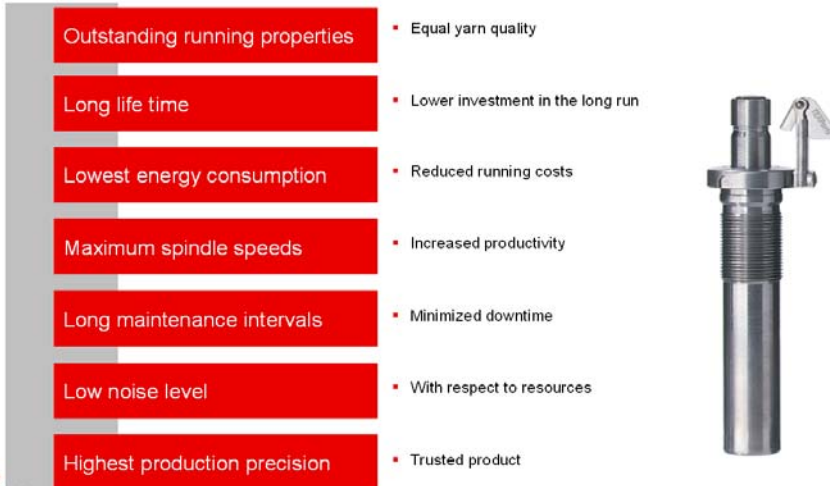 Outstanding running properties
Equal yarn quality
Long life time
Lower investment in the long run
Lowest energy consumption
Reduced running costs
Maximum spindle speeds
Increased productivity
Long maintenance intervals
Minimized downtime
Low noise level
With respect to resources
Highest production precision
Trusted product